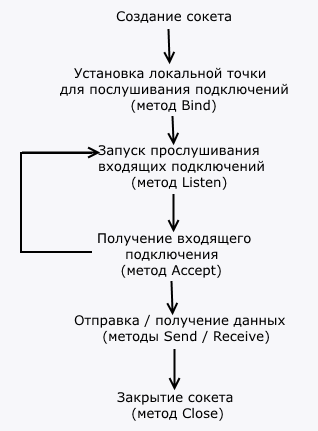 Создание сокета
Установка локальной точки
для послушивания подключений
(метод Bind)
Запуск прослушивания
входящих подключений
(метод Listen)
Получение входящего
подключения
(метод Accept)
Отправка / получение данных
(методы Send / Receive)
Закрытие сокета
(метод Close)